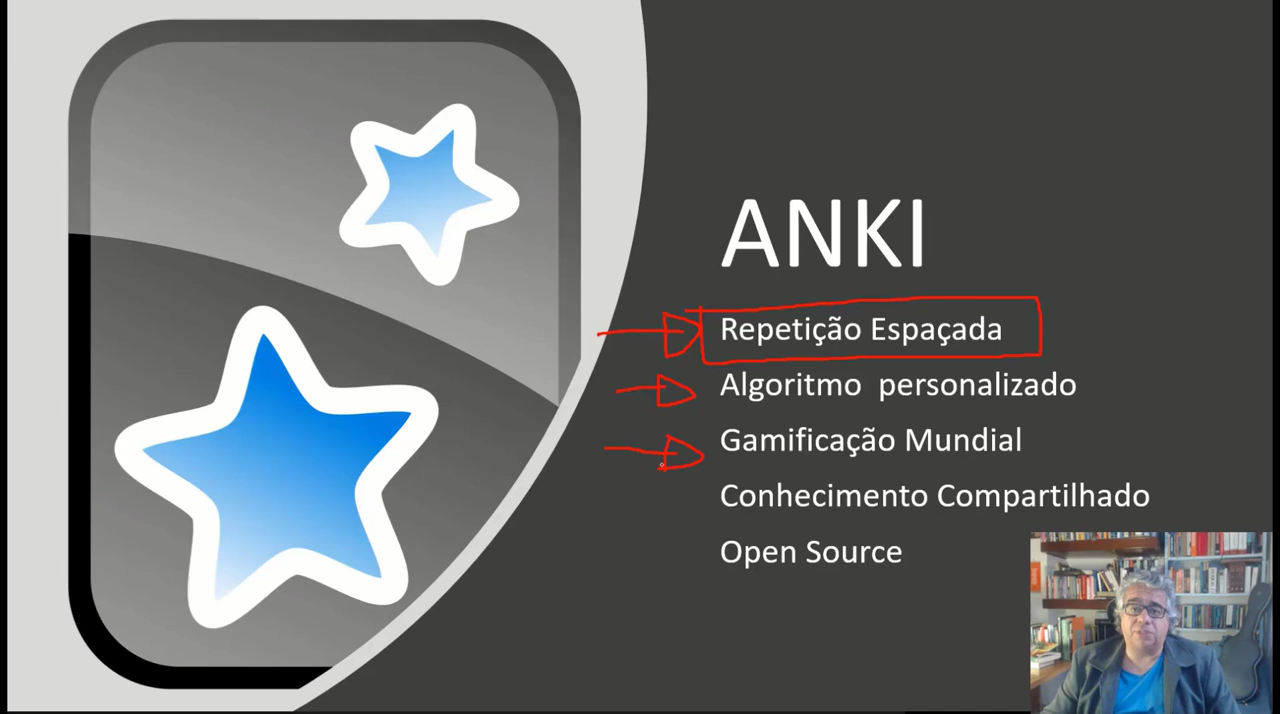 ANKI
Repetição Espaçada
Algoritmo  personalizado
Gamificação Mundial
Conhecimento Compartilhado
Open Source